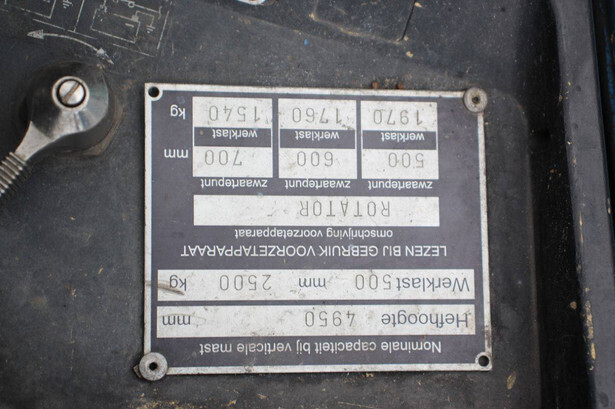 Nominale capaciteit bij verticale mast
Hefhoogte 4950 mm
Werklast 500 mm 2500 kg
LEZEN BIJ GEBRUIK VOORZETAPPARAAT
omschrijving voorzetapparaat
ROTATOR
zwaartepunt zwaartepunt zwaartepunt
500 600 700 mm
werklast werklast werklast
1970 1760 1540 kg